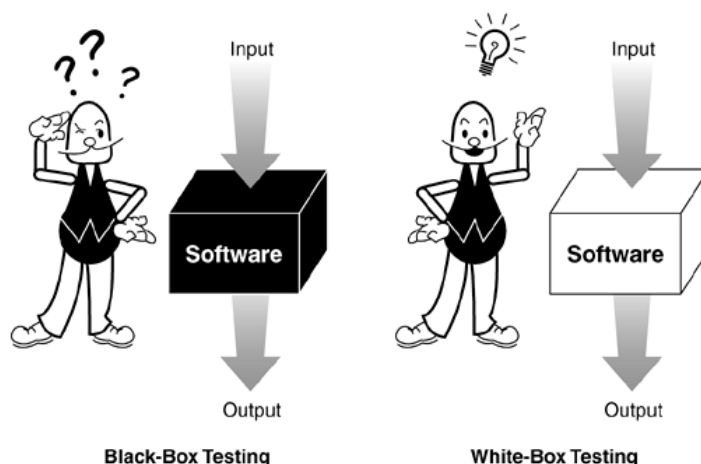 ? ? ?
Input
Software
Output
Black-Box Testing
Input
Software
Output
White-Box Testing